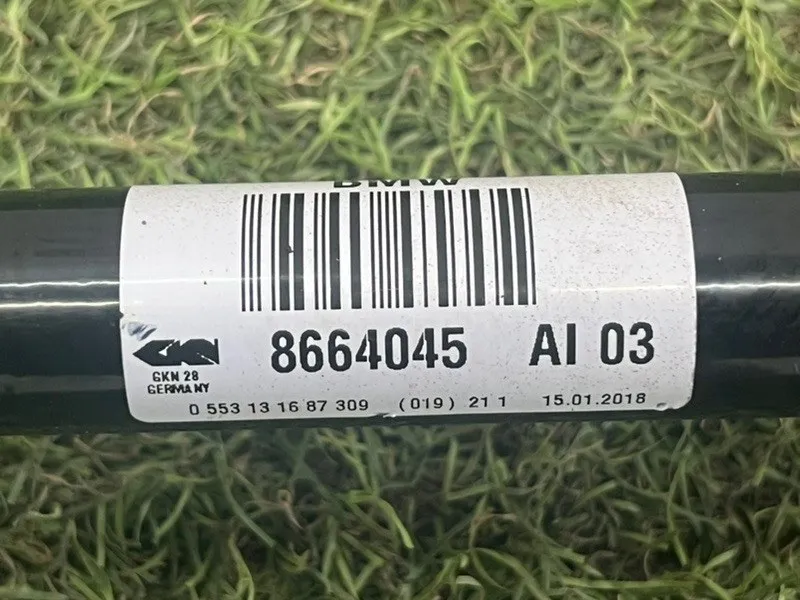 BMW
8664045 AI 03
GKN
GKN 28
GERMANY
0 553 13 16 87 309 (019) 21 1 15.01.2018